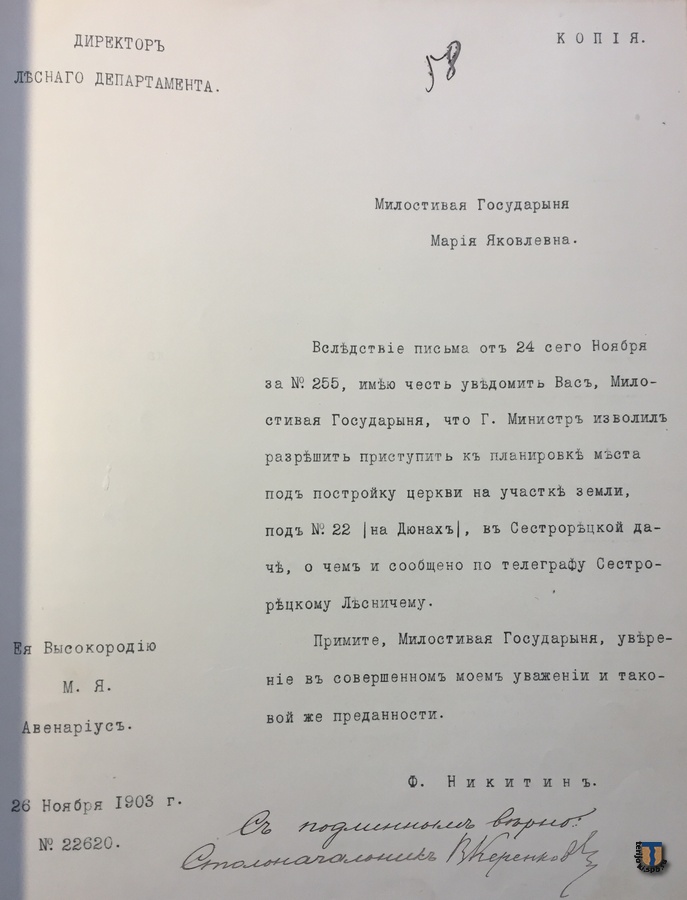 ДИРЕКТОРЪ
ЛѢСНАГО ДЕПАРТАМЕНТА.
КОПІЯ.
58
Милостивая Государыня
Марія Яковлевна.
Вслѣдствіе письма отъ 24 сего Ноября
за № 255, имѣю честь увѣдомить Васъ, Мило-
стивая Государыня, что Г. Министръ изволилъ
разрѣшить приступить къ планировкѣ мѣста
подъ постройку церкви на участкѣ земли,
подъ № 22 |на Дюнахъ|, въ Сестрорѣцкой да-
чѣ, о чемъ и сообщено по телеграфу Сестро-
рѣцкому Лѣсничему.
Примите, Милостивая Государыня, увѣре-
ніе въ совершенномъ моемъ уваженіи и тако-
вой же преданности.
Ф. Никитинъ.
Ея Высокородію
М. Я.
Авенаріусъ.
26 Ноября 1903 г.
№ 22620.
Съ подлиннымъ вѣрно:
Столоначальникъ
terijoki.spb.ru